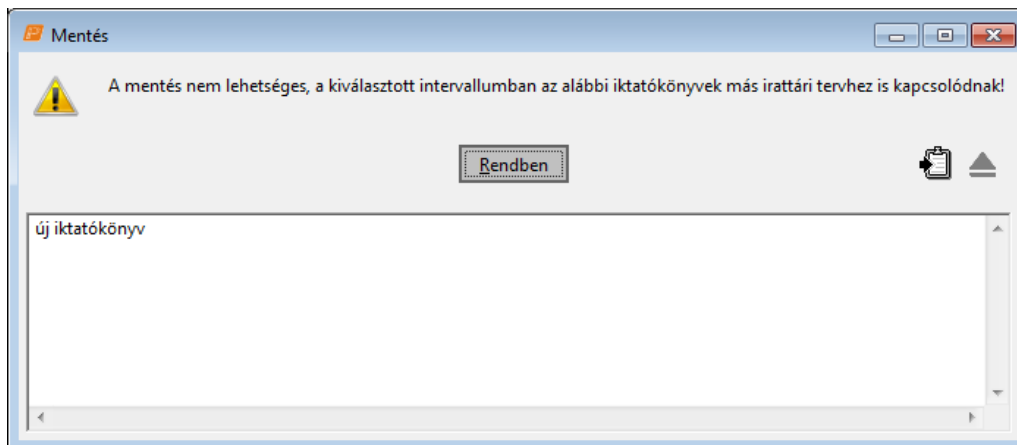 Mentés
A mentés nem lehetséges, a kiválasztott intervallumban az alábbi iktatókönyvek más irattári tervhez is kapcsolódnak!
Rendben
új iktatókönyv